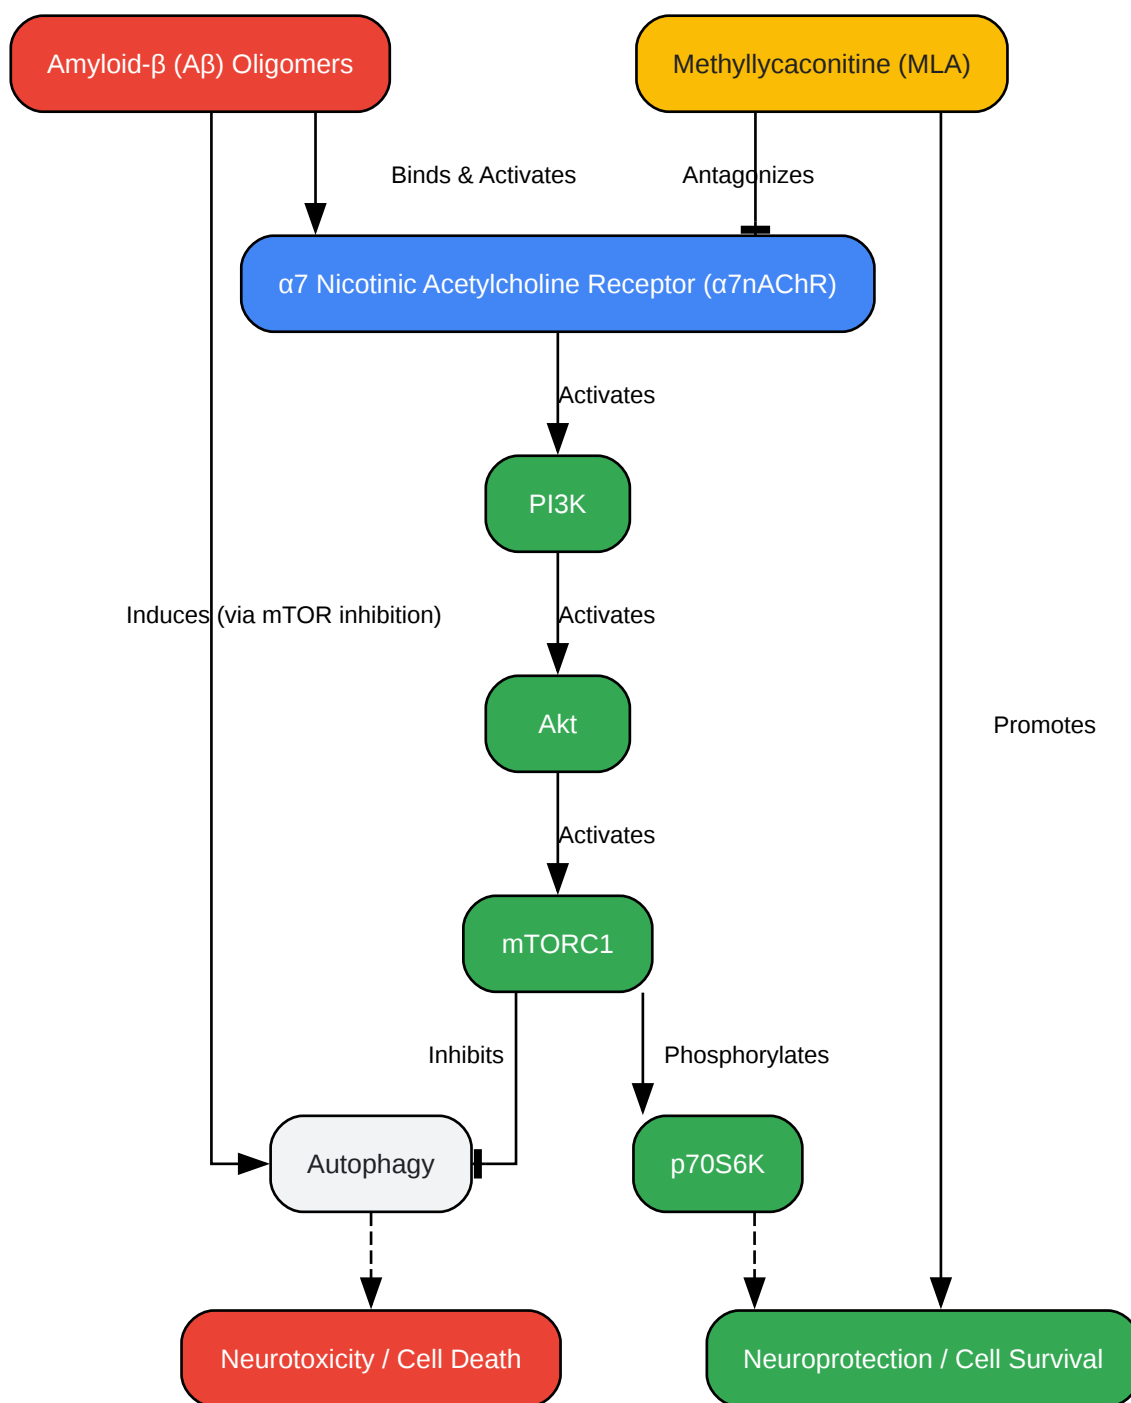 Amyloid-β (Aβ) Oligomers
Methyllycaconitine (MLA)
Binds & Activates
Antagonizes
α7 Nicotinic Acetylcholine Receptor (α7nAChR)
Activates
PI3K
Induces (via mTOR inhibition)
Activates
Akt
Promotes
Activates
mTORC1
Inhibits
Phosphorylates
Autophagy
p70S6K
Neurotoxicity / Cell Death
Neuroprotection / Cell Survival